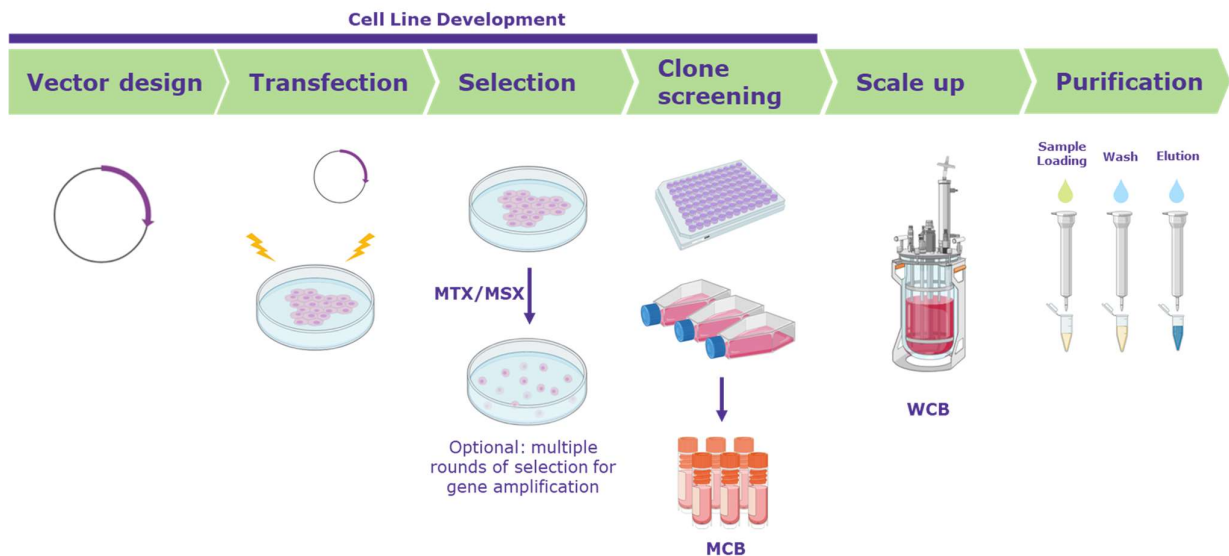 Cell Line Development
Vector design
Transfection
Selection
Clone
screening
Scale up
Purification
Sample
Loading
Wash
Elution
MTX/MSX
Optional: multiple
rounds of selection for
gene amplification
MCB
WCB